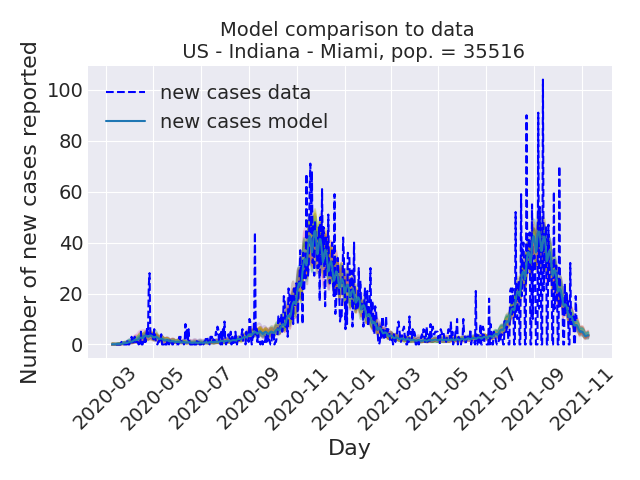 Model comparison to data
US - Indiana - Miami, pop. = 35516
Number of new cases reported
100
80
60
40
20
0
new cases data
new cases model
2020-03
2020-05
2020-07
2020-09
2020-11
2021-01
2021-03
2021-05
2021-07
2021-09
2021-11
Day